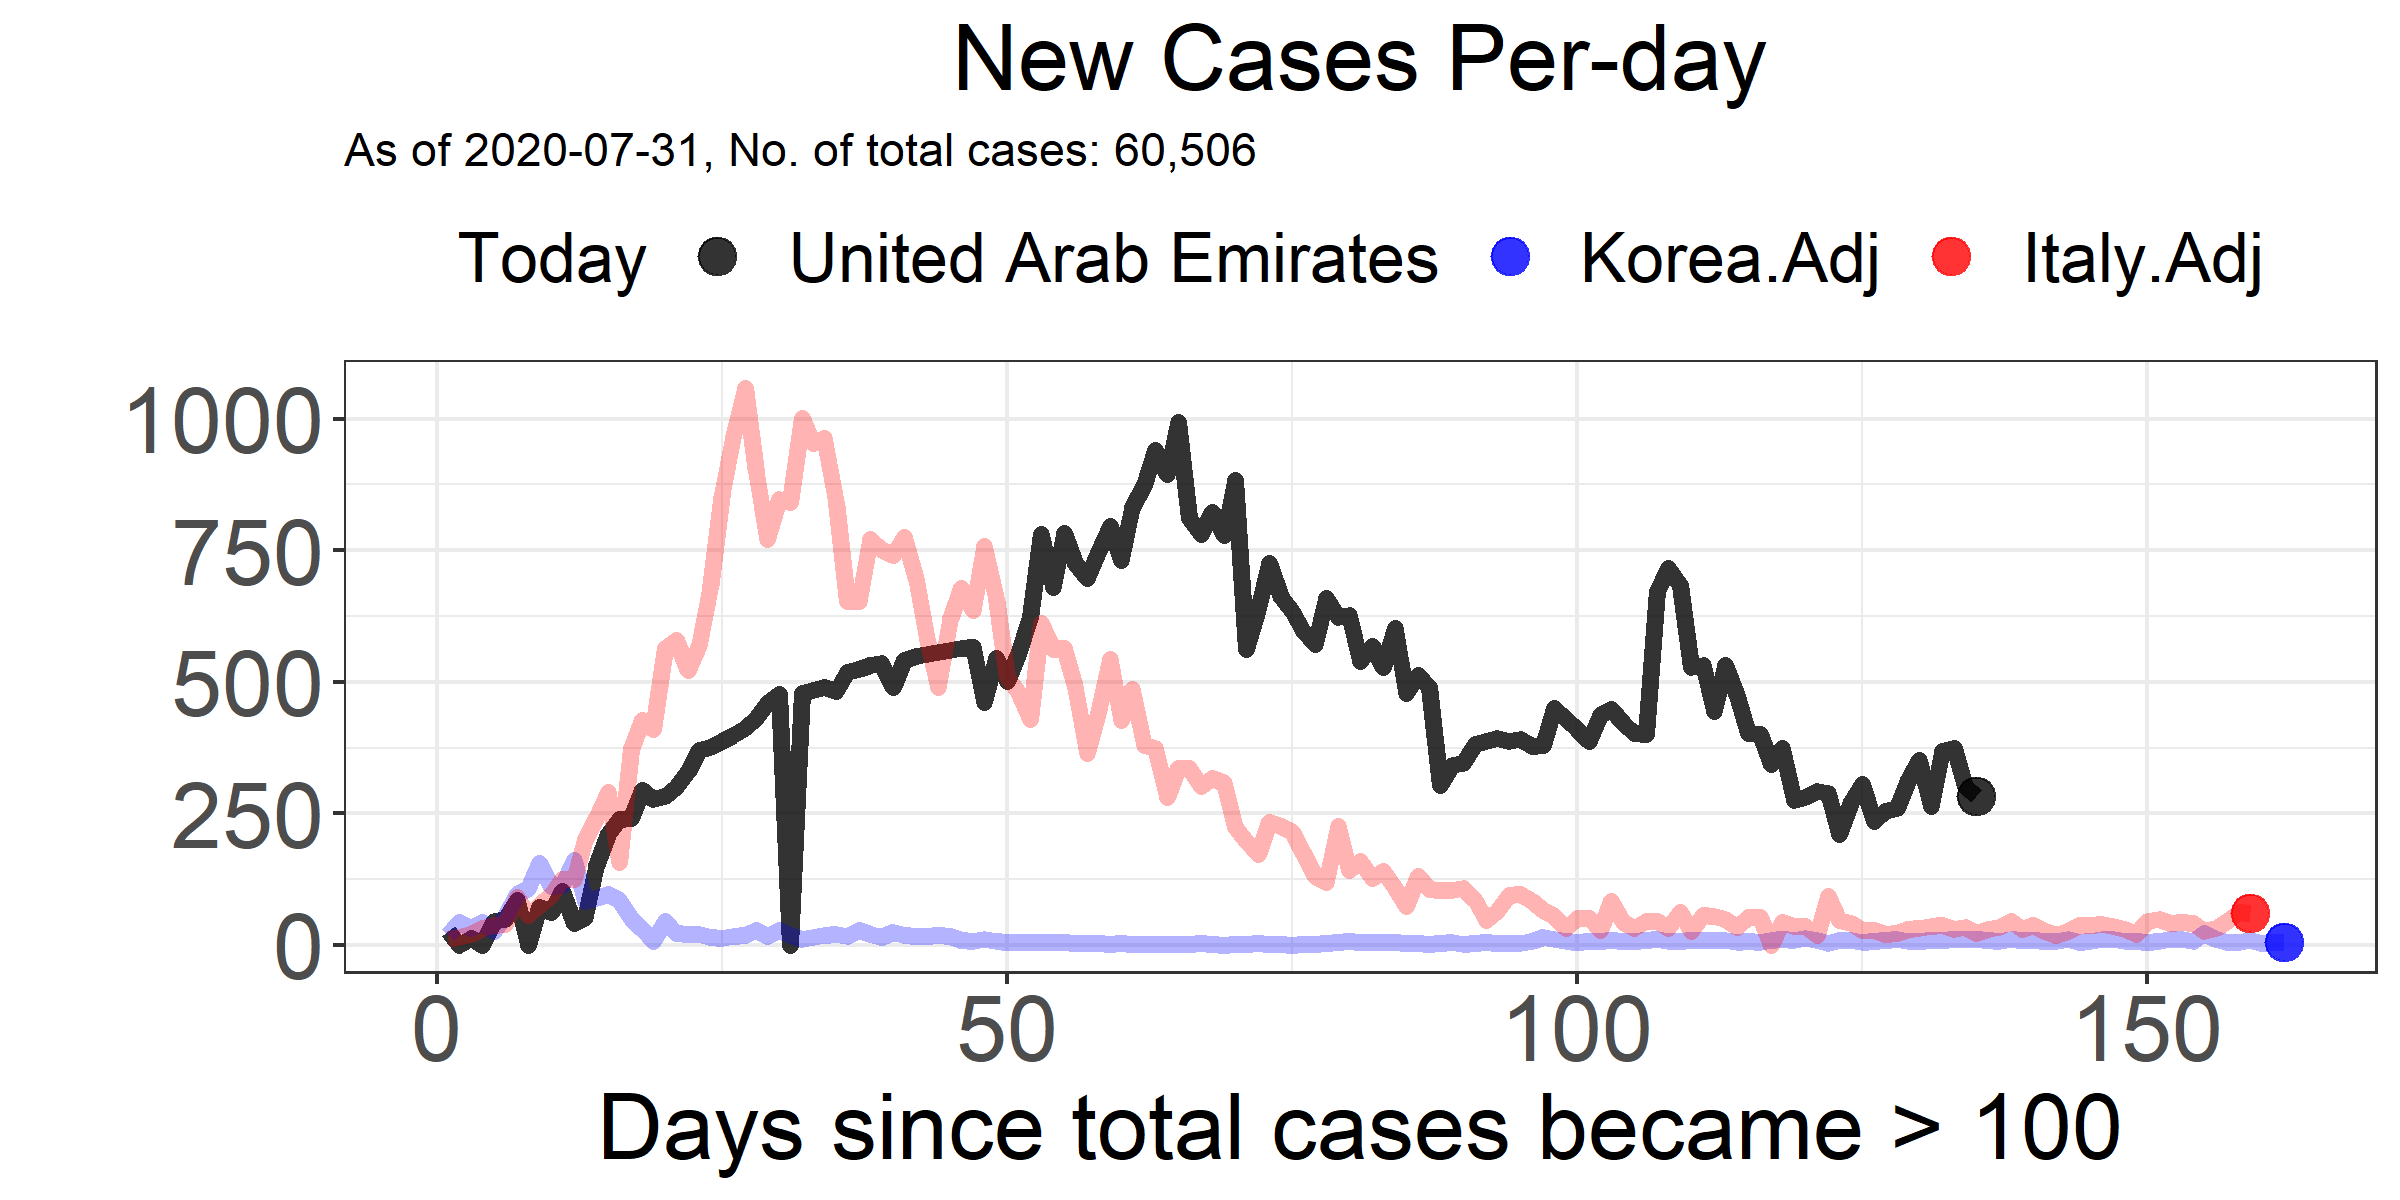 New Cases Per-day
As of 2020-07-31, No. of total cases: 60,506
Today United Arab Emirates Korea.Adj Italy.Adj
1000
750
500
250
0
0 50 100 150
Days since total cases became > 100